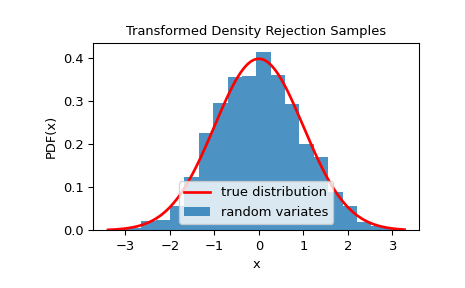 Transformed Density Rejection Samples
PDF(x)
0.4
0.3
0.2
0.1
0.0
true distribution
random variates
−3 −2 −1 0 1 2 3
x